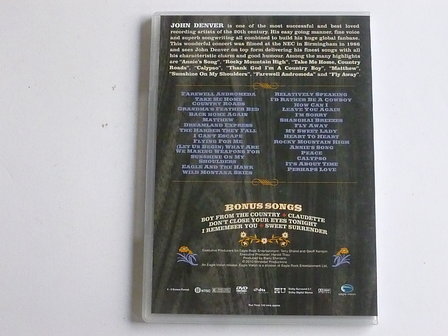 JOHN DENVER is one of the most successful and best loved
recording artists of the 20th century. His easy going manner, fine
voice and superb songwriting all combined to build his huge global fanbase.
This wonderful concert was filmed at the NEC in Birmingham in 1986
and sees John Denver on top form delivering his finest songs with all
his characteristic charm and good humour. Among the many highlights
are "Annie's Song", "Rocky Mountain High", "Take Me Home, Country
Roads", "Calypso", "Thank God I'm A Country Boy", "Matthew",
"Sunshine On My Shoulders", "Farewell Andromeda" and "Fly Away".
Farewell Andromeda
Take Me Home
Country Roads
Grandma's Feather Bed
Back Home Again
Matthew
Dreamland Express
The Harder They Fall
I Can't Escape
Flying For Me
(Let Us Begin) What Are
We Making Weapons For
Sunshine On My
Shoulders
Eagle And The Hawk
Wild Montana Skies
Relatively Speaking
I'd Rather Be A Cowboy
How Can I
Leave You Again
I'm Sorry
Shanghai Breezes
Fly Away
My Sweet Lady
Heart To Heart
Rocky Mountain High
Annie's Song
Peace
Calypso
It's About Time
Perhaps Love
Bonus Songs
Boy From The Country Claudette
Don't Close Your Eyes Tonight
I Remember You Sweet Surrender
NTSC
DVD
dts